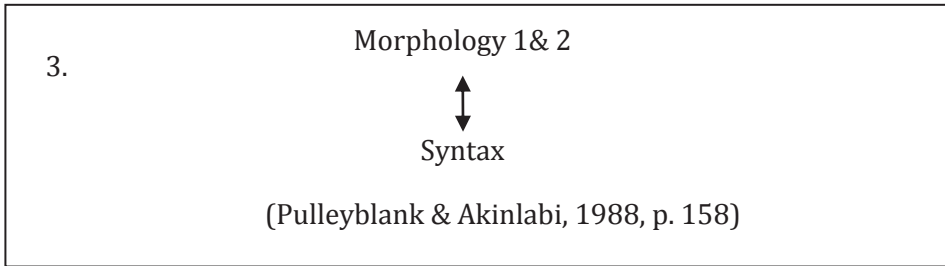 Morphology 1& 2
3.
Syntax
(Pulleyblank & Akinlabi, 1988, p. 158)